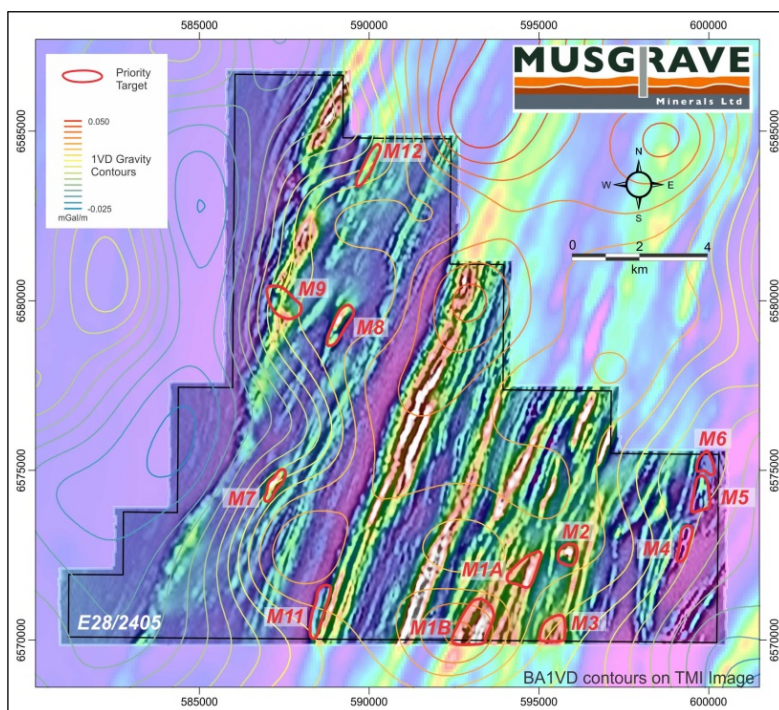 585000
590000
595000
600000
MUSGRAVE
Minerals Ltd
Priority
Target
0.050
1VD Gravity
Contours
-0.025
mGal/m
N
W
E
S
0
2
4
km
6585000
6580000
6575000
6570000
6585000
6580000
6575000
6570000
M12
M9
M8
M7
M6
M5
M4
M2
M1A
M11
M1B
M3
E28/2405
BA1VD contours on TMI Image
585000
590000
595000
600000